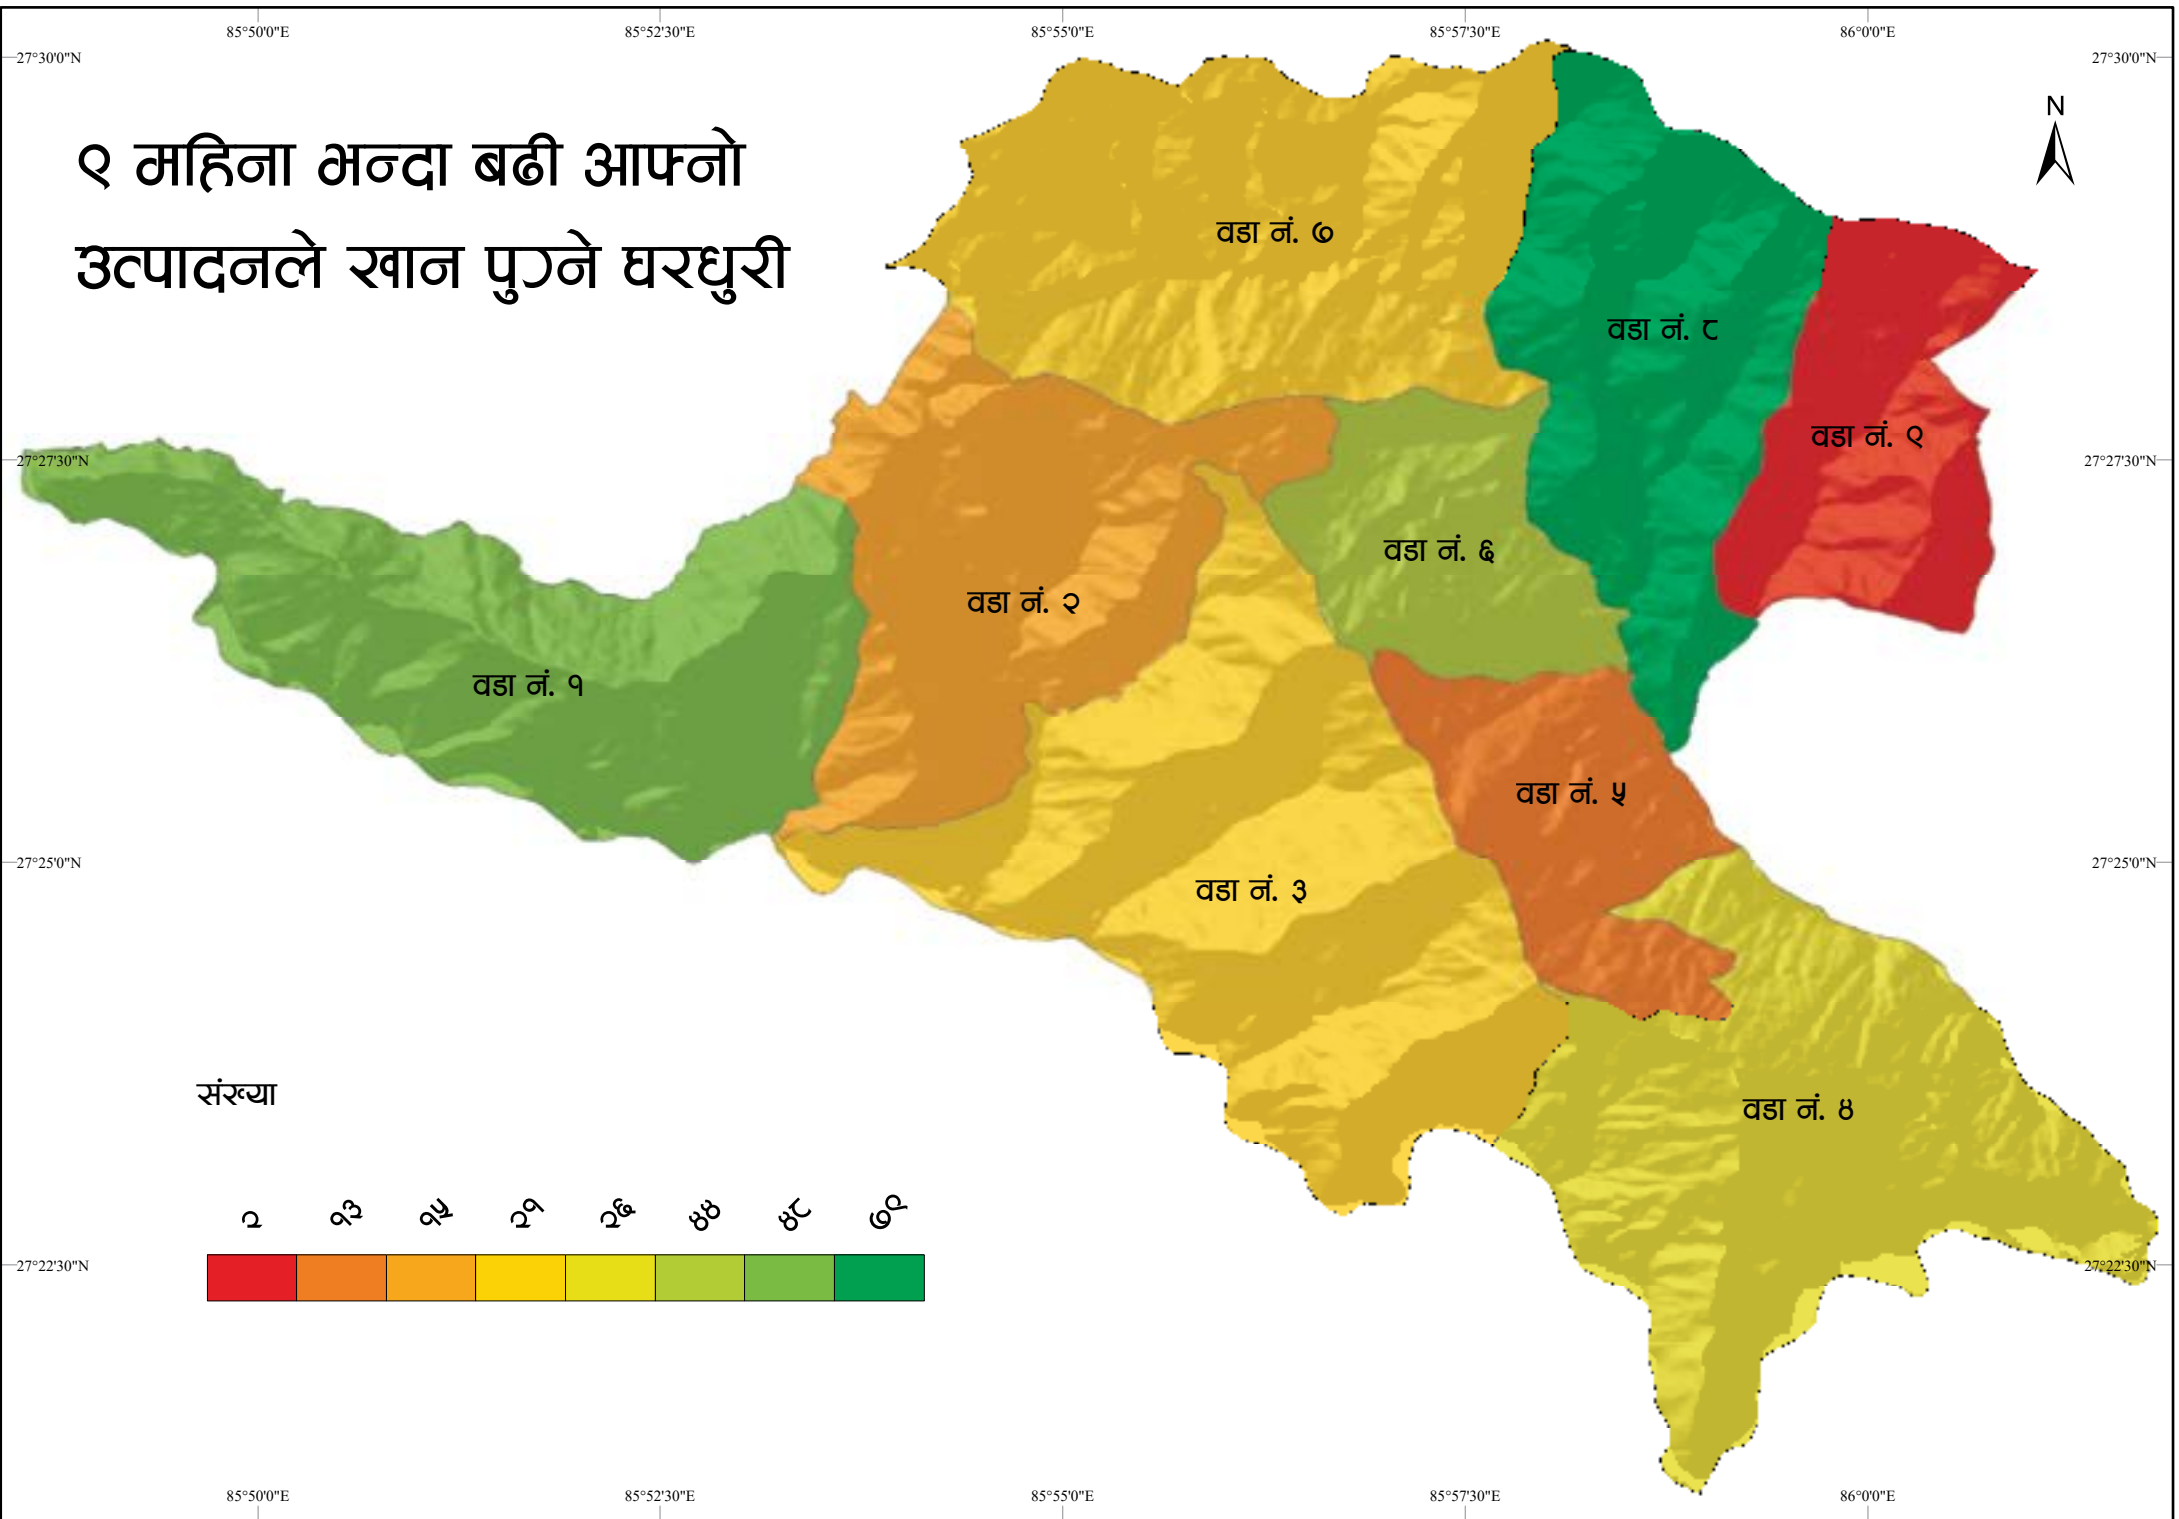 85°50'0"E 85°52'30"E 85°55'0"E 85°57'30"E 86°0'0"E
27°30'0"N 27°30'0"N
N
९ महिना भन्दा बढी आफ्नो
उत्पादनले खान पुग्ने घरधुरी
वडा नं. ७
वडा नं. ८
वडा नं. ९
27°27'30"N 27°27'30"N
वडा नं. ६
वडा नं. २
वडा नं. १
वडा नं. ५
27°25'0"N 27°25'0"N
वडा नं. ३
संख्या
वडा नं. ४
२ १३ १५ २१ २६ ४४ ४८ ७९
27°22'30"N 27°22'30"N
85°50'0"E 85°52'30"E 85°55'0"E 85°57'30"E 86°0'0"E